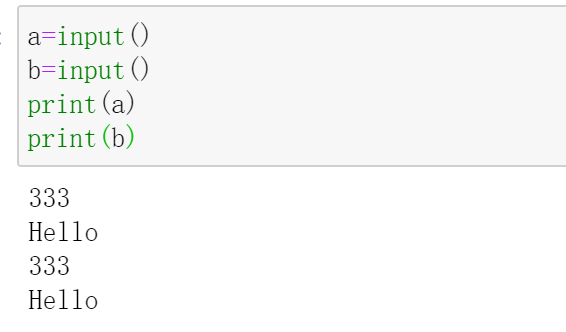 a=input()
b=input()
print(a)
print(b)
333
Hello
333
Hello